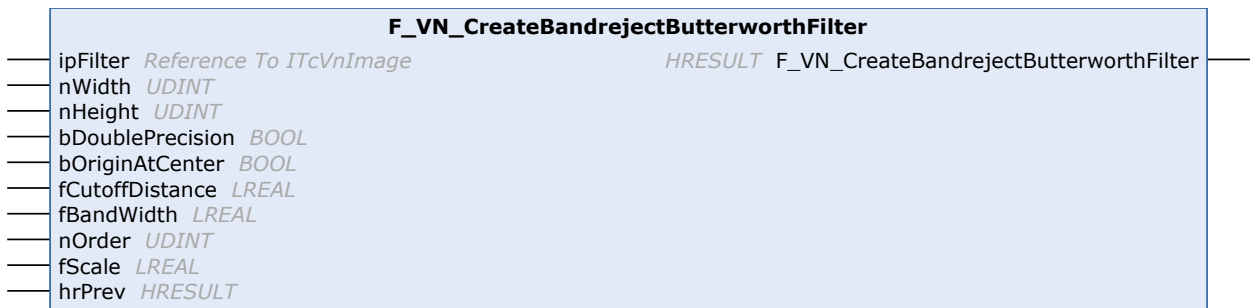 F_VN_CreateBandrejectButterworthFilter
ipFilter Reference To ITcVnImage HRESULT F_VN_CreateBandrejectButterworthFilter
nWidth UDINT
nHeight UDINT
bDoublePrecision BOOL
bOriginAtCenter BOOL
fCutoffDistance LREAL
fBandWidth LREAL
nOrder UDINT
fScale LREAL
hrPrev HRESULT